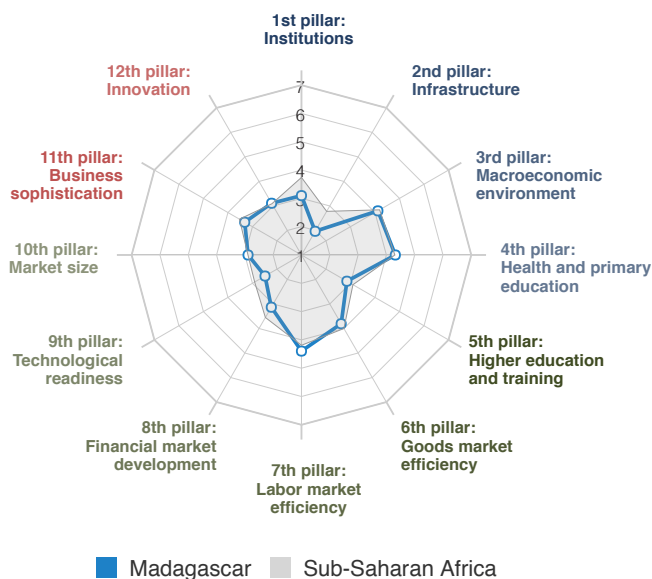 1st pillar:
Institutions
2nd pillar:
Infrastructure
3rd pillar:
Macroeconomic
environment
4th pillar:
Health and primary
education
5th pillar:
Higher education
and training
6th pillar:
Goods market
efficiency
7th pillar:
Labor market
efficiency
8th pillar:
Financial market
development
9th pillar:
Technological
readiness
10th pillar:
Market size
11th pillar:
Business
sophistication
12th pillar:
Innovation
7
6
5
4
3
2
1
Madagascar
Sub-Saharan Africa